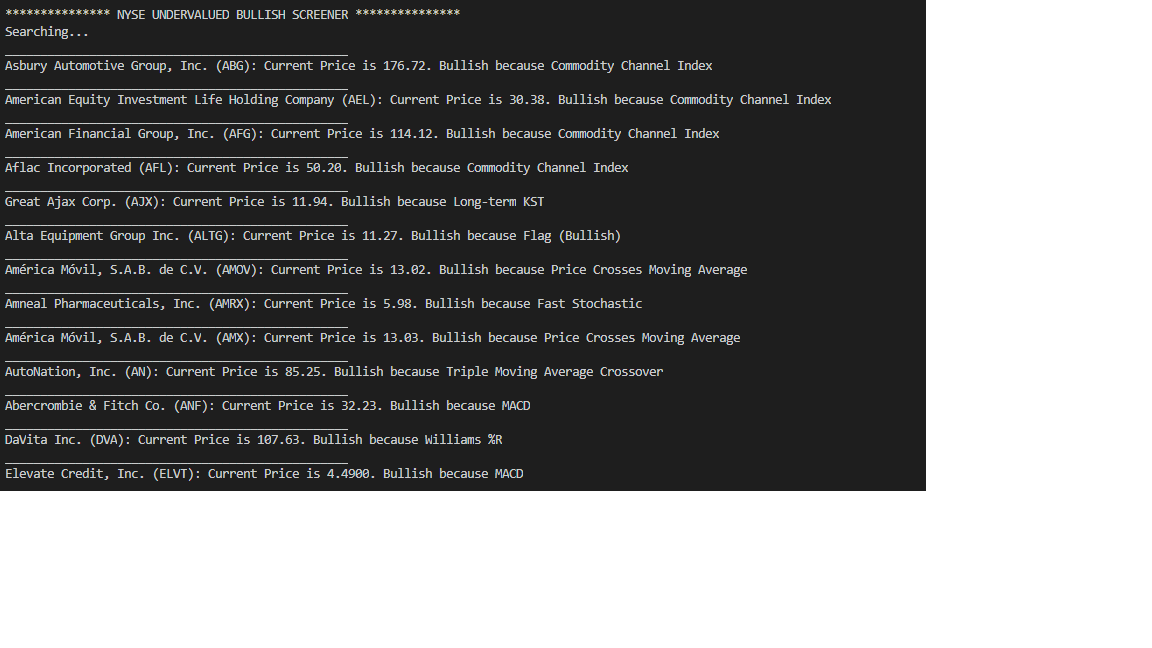 *************** NYSE UNDERVALUED BULLISH SCREENER ***************
Searching...
_________________________________________________
Asbury Automotive Group, Inc. (ABG): Current Price is 176.72. Bullish because Commodity Channel Index
_________________________________________________
American Equity Investment Life Holding Company (AEL): Current Price is 30.38. Bullish because Commodity Channel Index
_________________________________________________
American Financial Group, Inc. (AFG): Current Price is 114.12. Bullish because Commodity Channel Index
_________________________________________________
Aflac Incorporated (AFL): Current Price is 50.20. Bullish because Commodity Channel Index
_________________________________________________
Great Ajax Corp. (AJX): Current Price is 11.94. Bullish because Long-term KST
_________________________________________________
Alta Equipment Group Inc. (ALTG): Current Price is 11.27. Bullish because Flag (Bullish)
_________________________________________________
América Móvil, S.A.B. de C.V. (AMOV): Current Price is 13.02. Bullish because Price Crosses Moving Average
_________________________________________________
Amneal Pharmaceuticals, Inc. (AMRX): Current Price is 5.98. Bullish because Fast Stochastic
_________________________________________________
América Móvil, S.A.B. de C.V. (AMX): Current Price is 13.03. Bullish because Price Crosses Moving Average
_________________________________________________
AutoNation, Inc. (AN): Current Price is 85.25. Bullish because Triple Moving Average Crossover
_________________________________________________
Abercrombie & Fitch Co. (ANF): Current Price is 32.23. Bullish because MACD
_________________________________________________
DaVita Inc. (DVA): Current Price is 107.63. Bullish because Williams %R
_________________________________________________
Elevate Credit, Inc. (ELVT): Current Price is 4.4900. Bullish because MACD